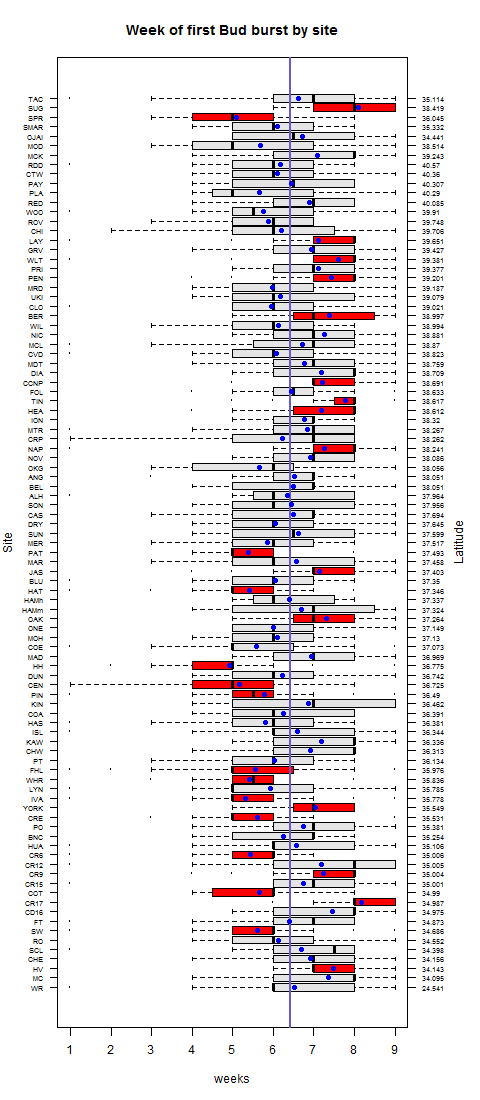 Week of first Bud burst by site
TAC 35.114
SUG 38.419
SPR 36.045
SMAR 35.332
OJAI 34.441
MOD 38.514
MCK 39.243
RDD 40.57
CTW 40.36
PAY 40.307
PLA 40.29
RED 40.085
WOO 39.91
ROV 39.748
CHI 39.706
LAY 39.651
GRV 39.427
WLT 39.381
PRI 39.377
PEN 39.201
MRD 39.187
UKI 39.079
CLO 39.021
BER 38.997
WIL 38.994
NIC 38.881
MCL 38.87
CVD 38.823
MDT 38.759
DIA 38.709
CCNP 38.691
FOL 38.633
TIN 38.617
HEA 38.612
ION 38.32
MTR 38.267
CRP 38.262
NAP 38.241
NOV 38.086
OKG 38.056
ANG 38.051
BEL 38.051
ALH 37.964
SON 37.956
CAS 37.694
DRY 37.645
SUN 37.599
MER 37.517
PAT 37.493
MAR 37.458
JAS 37.403
BLU 37.35
HAT 37.346
HAMh 37.337
HAMm 37.324
OAK 37.264
ONE 37.149
MOH 37.13
COE 37.073
MAD 36.969
HH 36.775
DUN 36.742
CEN 36.725
PIN 36.49
KIN 36.462
COA 36.391
HAS 36.381
ISL 36.344
KAW 36.336
CHW 36.313
PT 36.134
FHL 35.976
WHR 35.836
LYN 35.785
IVA 35.778
YORK 35.549
CRE 35.531
PO 35.381
BNC 35.254
HUA 35.106
CR6 35.006
CR12 35.005
CR9 35.004
CR15 35.001
COT 34.99
CR17 34.987
CD16 34.975
FT 34.873
SW 34.686
RO 34.552
SCL 34.398
CHE 34.156
HV 34.143
MC 34.095
WR 24.541
Site
Latitude
1 2 3 4 5 6 7 8 9
weeks